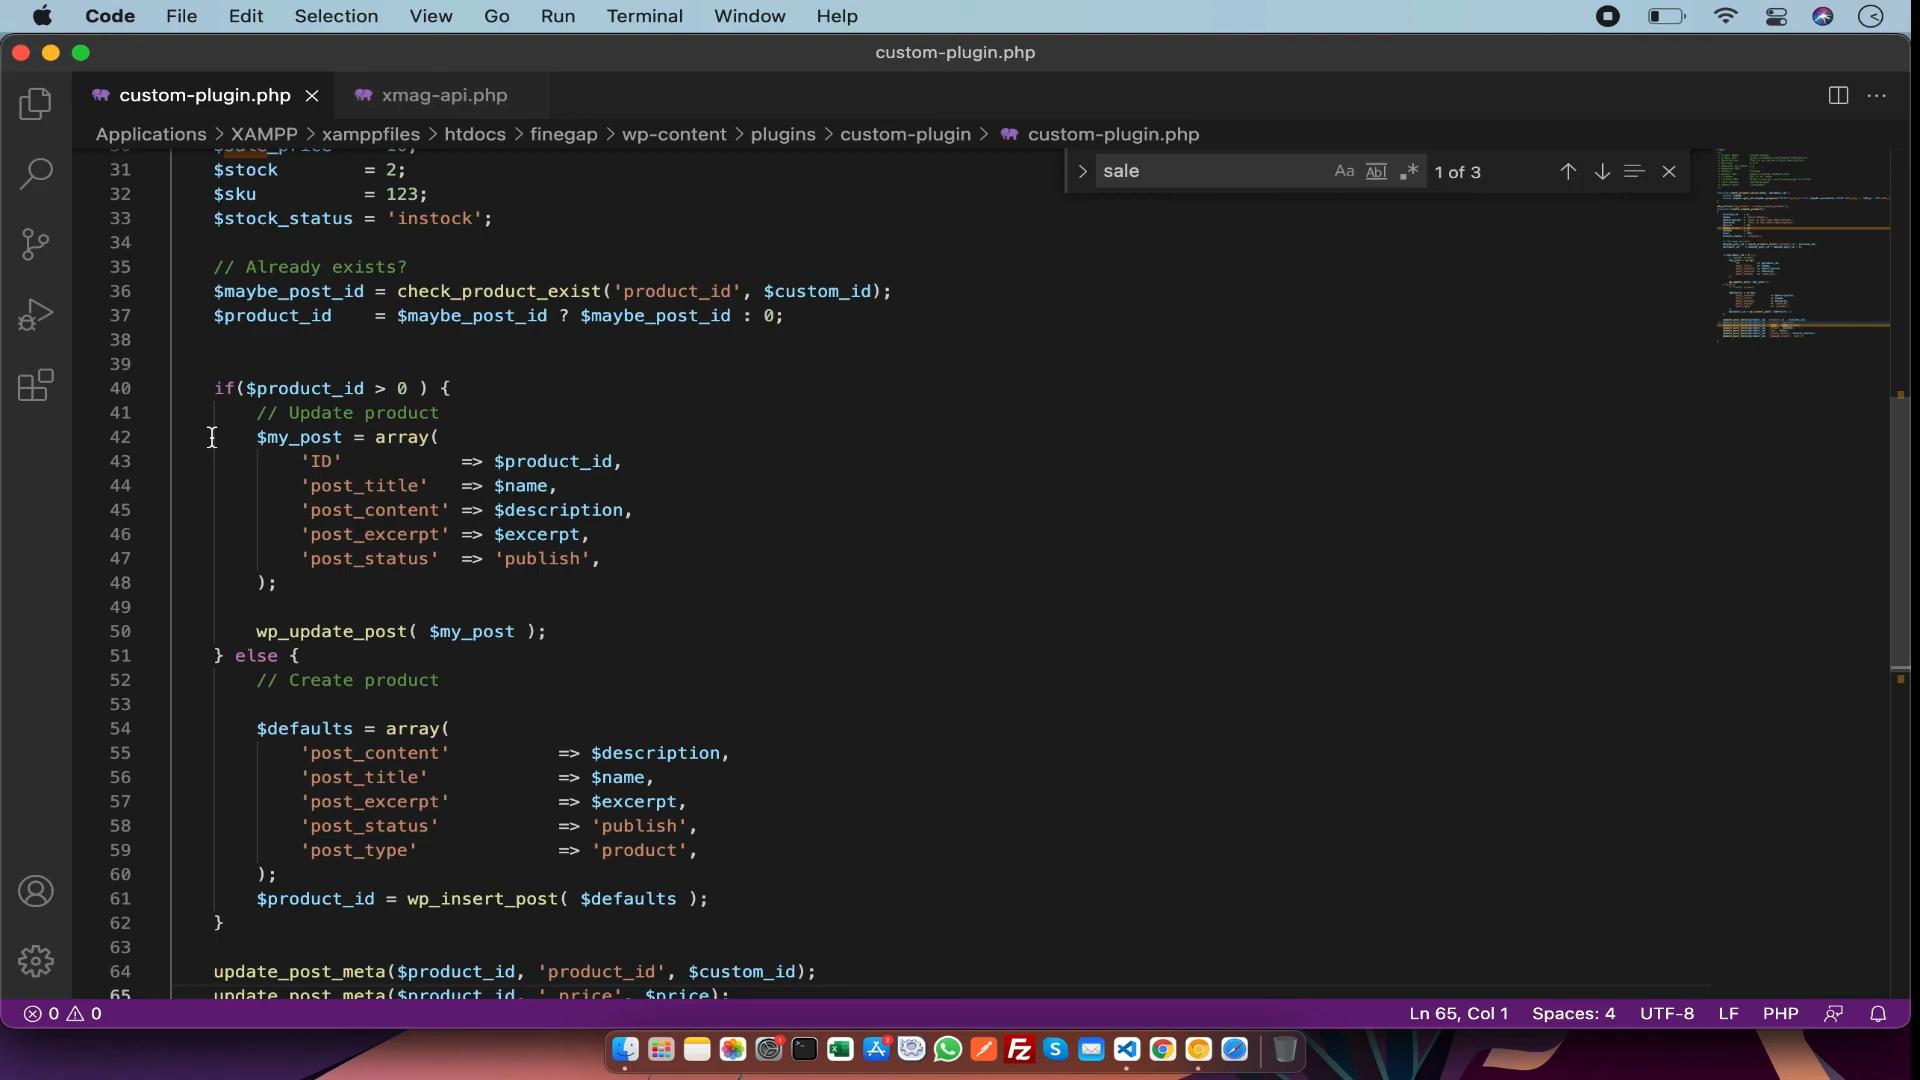 Code File Edit Selection View Go Run Terminal Window Help
custom-plugin.php
custom-plugin.php xmag-api.php
Applications > XAMPP > xamppfiles > htdocs > finegap > wp-content > plugins > custom-plugin > custom-plugin.php
sale Aa Abl .* 1 of 3
31 $stock = 2;
32 $sku = 123;
33 $stock_status = 'instock';
34
35 // Already exists?
36 $maybe_post_id = check_product_exist('product_id', $custom_id);
37 $product_id = $maybe_post_id ? $maybe_post_id : 0;
38
39
40 if($product_id > 0 ) {
41 // Update product
42 $my_post = array(
43 'ID' => $product_id,
44 'post_title' => $name,
45 'post_content' => $description,
46 'post_excerpt' => $excerpt,
47 'post_status' => 'publish',
48 );
49
50 wp_update_post( $my_post );
51 } else {
52 // Create product
53
54 $defaults = array(
55 'post_content' => $description,
56 'post_title' => $name,
57 'post_excerpt' => $excerpt,
58 'post_status' => 'publish',
59 'post_type' => 'product',
60 );
61 $product_id = wp_insert_post( $defaults );
62 }
63
64 update_post_meta($product_id, 'product_id', $custom_id);
65 update_post_meta($product_id, '_price', $price);
0 0 Ln 65, Col 1 Spaces: 4 UTF-8 LF PHP